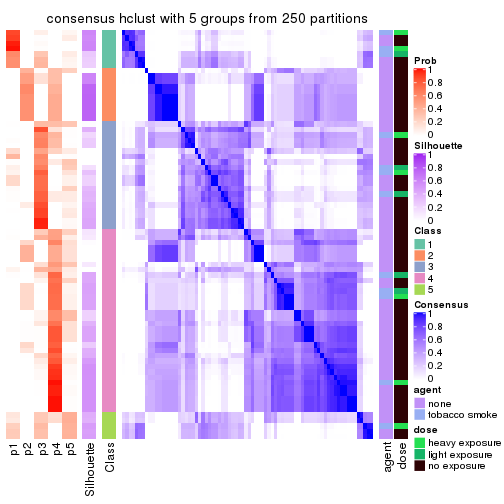 consensus hclust with 5 groups from 250 partitions
Prob
1
0.8
0.6
0.4
0.2
0
Silhouette
1
0.8
0.6
0.4
0.2
0
Class
1
2
3
4
5
Consensus
1
0.8
0.6
0.4
0.2
0
agent
none
tobacco smoke
dose
heavy exposure
light exposure
no exposure
p1
p2
p3
p4
p5
Silhouette
Class
agent
dose